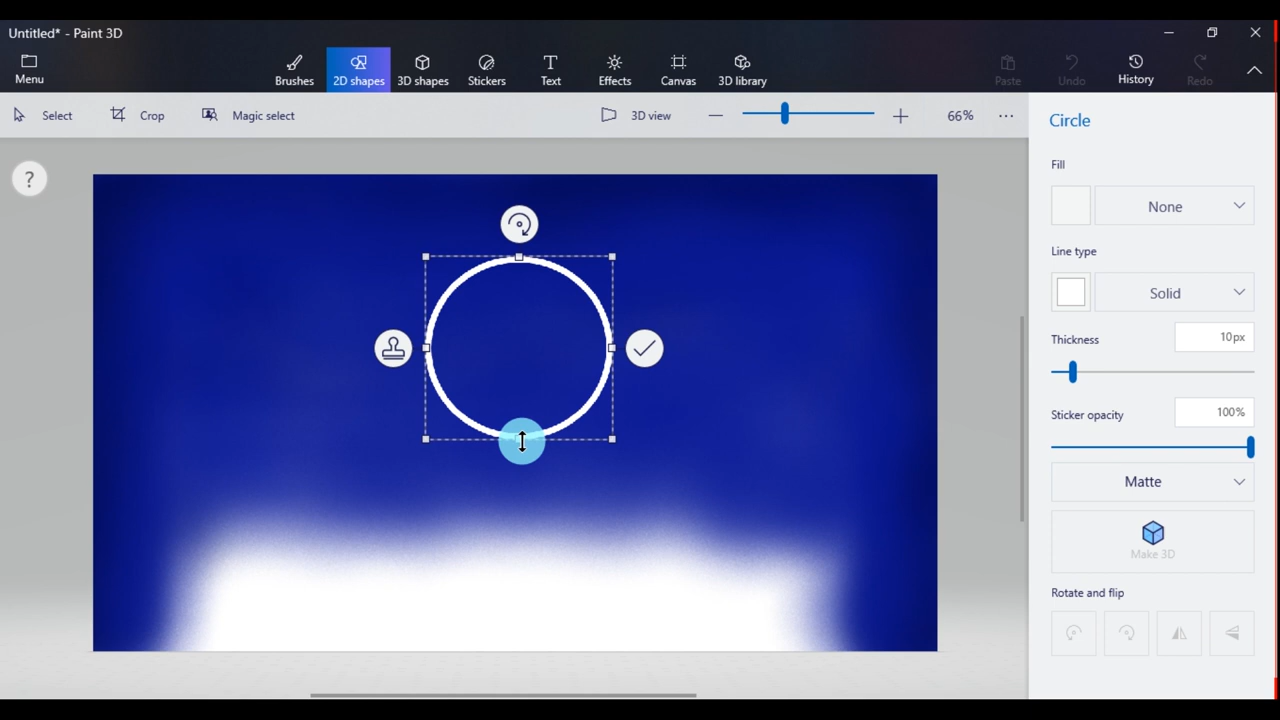 Untitled* - Paint 3D
Menu
Brushes
2D shapes
3D shapes
Stickers
Text
Effects
Canvas
3D library
Paste
Undo
History
Redo
Select
Crop
Magic select
3D view
66%
?
Circle
Fill
None
Line type
Solid
Thickness
10px
Sticker opacity
100%
Matte
Make 3D
Rotate and flip